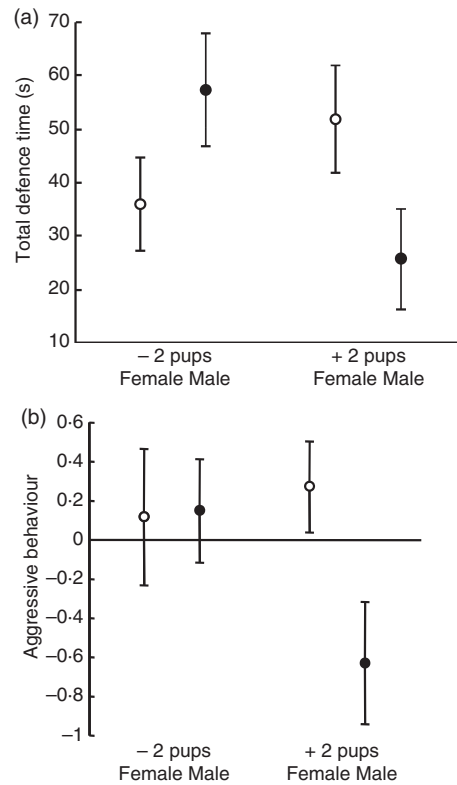 (a)
70
60
50
40
30
20
10
Total defence time (s)
– 2 pups + 2 pups
Female Male Female Male
(b)
0·6
0·4
0·2
0
–0·2
–0·4
–0·6
–0·8
–1
Aggressive behaviour
– 2 pups + 2 pups
Female Male Female Male